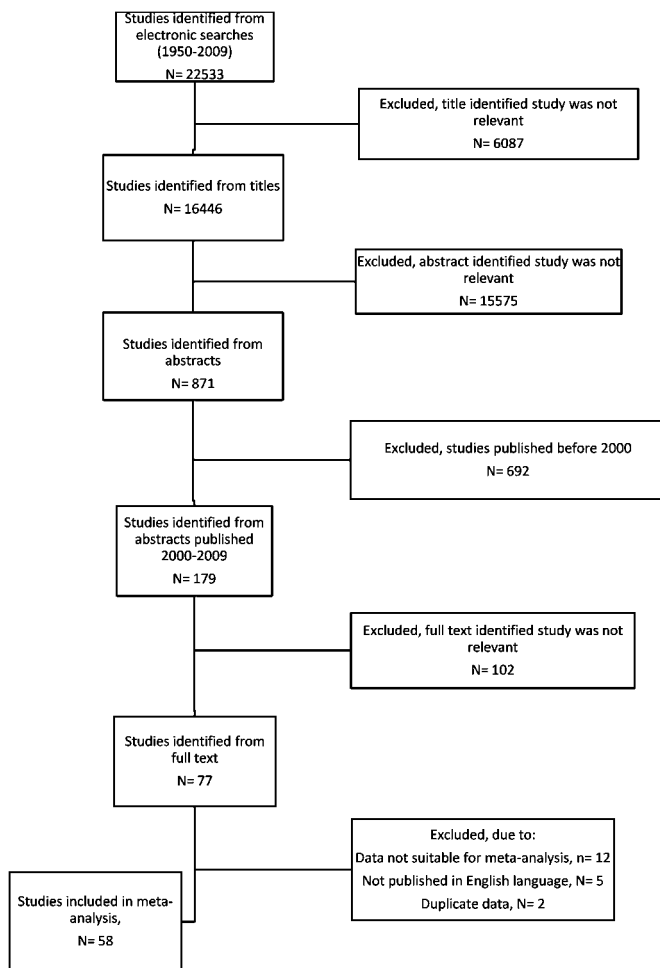 Studies identified from
electronic searches
(1950-2009)
N= 22533
Excluded, title identified study was not
relevant
N= 6087
Studies identified from titles
N= 16446
Excluded, abstract identified study was not
relevant
N= 15575
Studies identified from
abstracts
N= 871
Excluded, studies published before 2000
N= 692
Studies identified from
abstracts published
2000-2009
N= 179
Excluded, full text identified study was not
relevant
N= 102
Studies identified from
full text
N= 77
Excluded, due to:
Data not suitable for meta-analysis, n= 12
Not published in English language, N= 5
Duplicate data, N= 2
Studies included in meta-
analysis,
N= 58